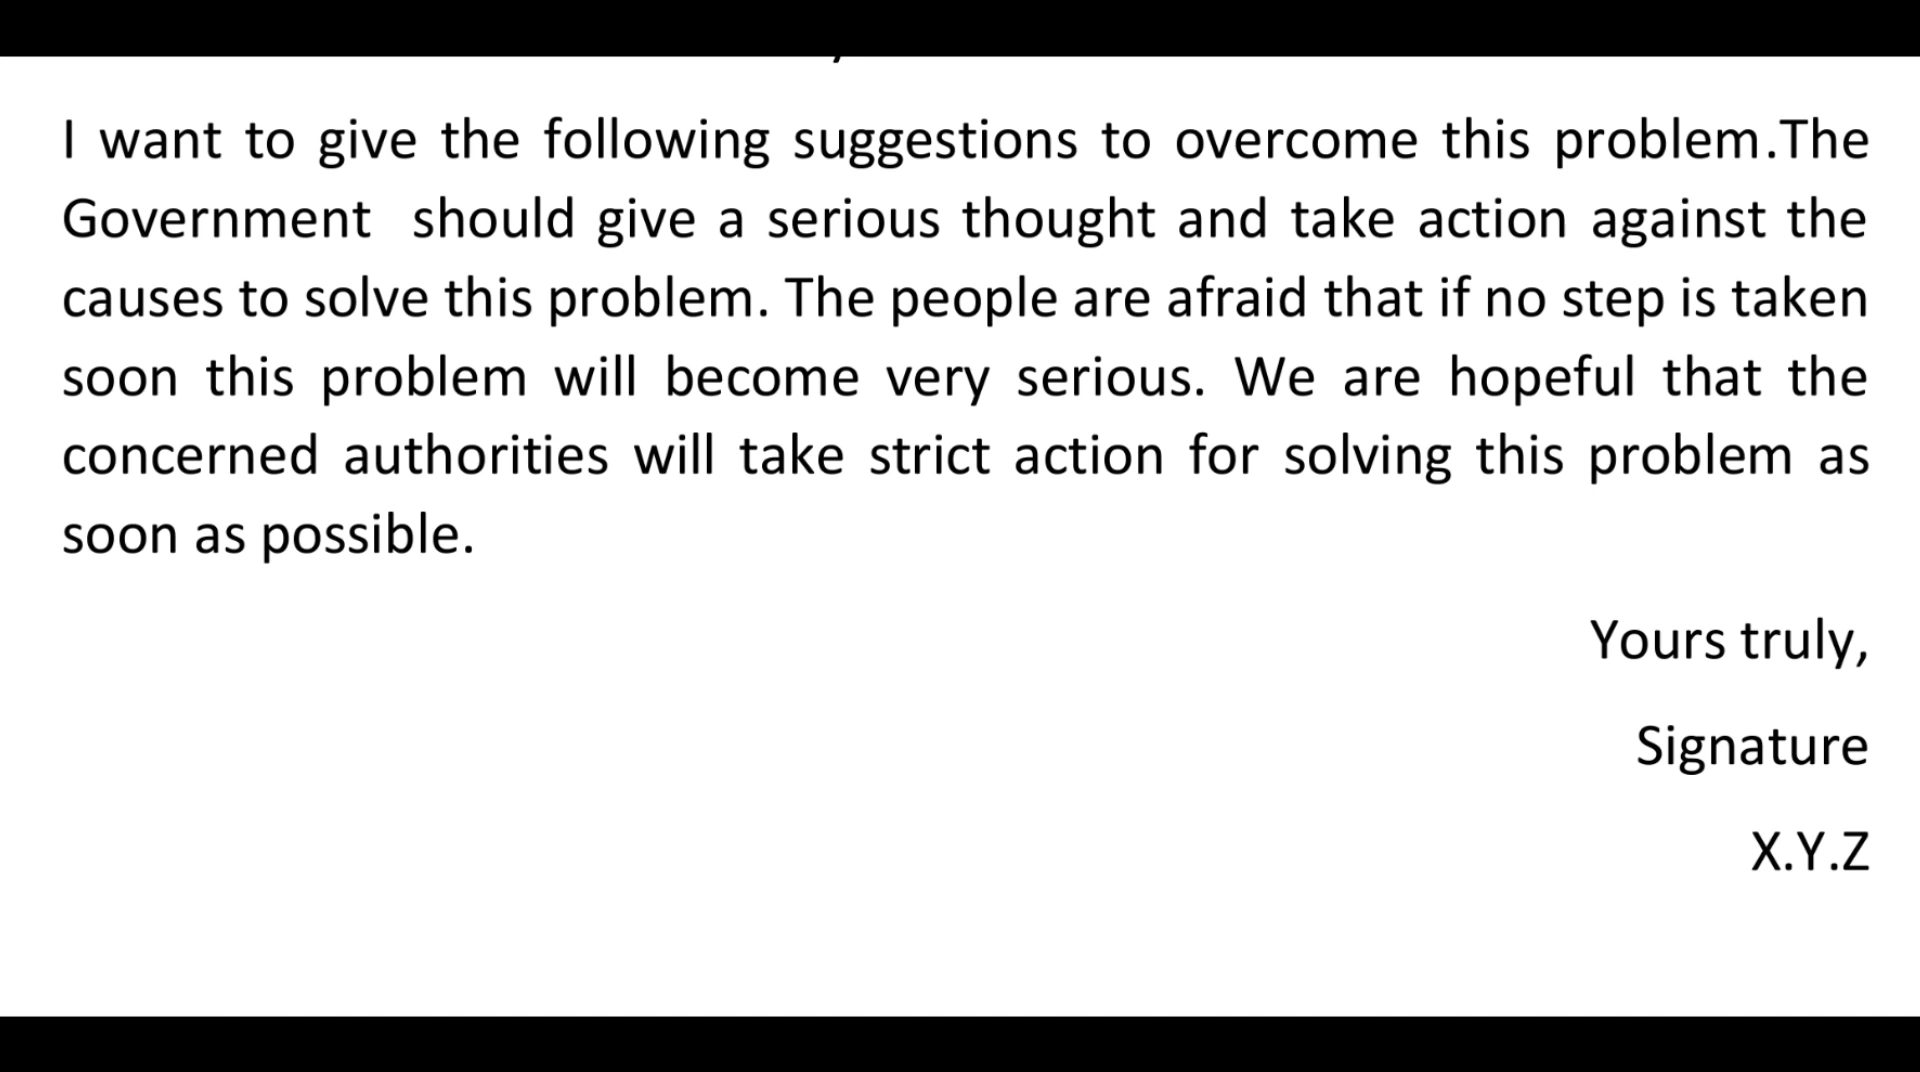 I want to give the following suggestions to overcome this problem.The
Government should give a serious thought and take action against the
causes to solve this problem. The people are afraid that if no step is taken
soon this problem will become very serious. We are hopeful that the
concerned authorities will take strict action for solving this problem as
soon as possible.
Yours truly,
Signature
X.Y.Z